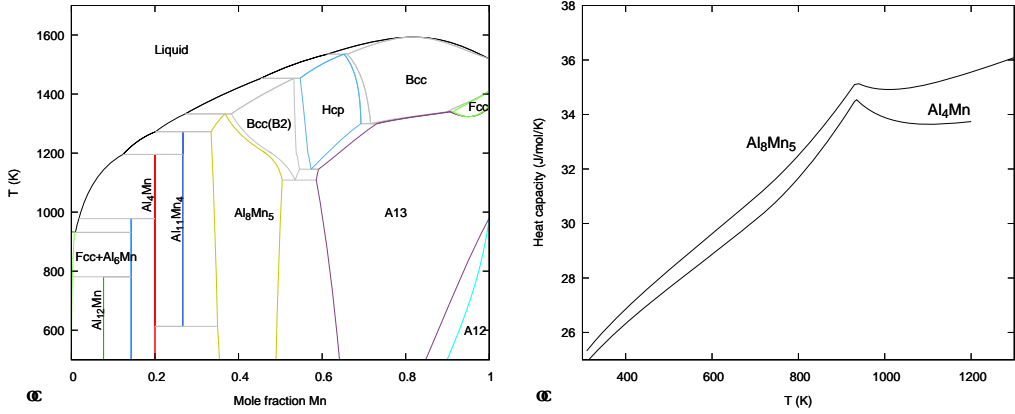 1600
1400
1200
1000
800
600
T (K)
Liquid
Bcc
Fcc
Hcp
Bcc(B2)
Al4Mn
Al11Mn4
Al8Mn5
A13
Fcc+Al6Mn
Al12Mn
A12
0
0.2
0.4
0.6
0.8
1
Mole fraction Mn
OC
38
36
34
32
30
28
26
Heat capacity (J/mol/K)
Al4Mn
Al8Mn5
400
600
800
1000
1200
T (K)
OC